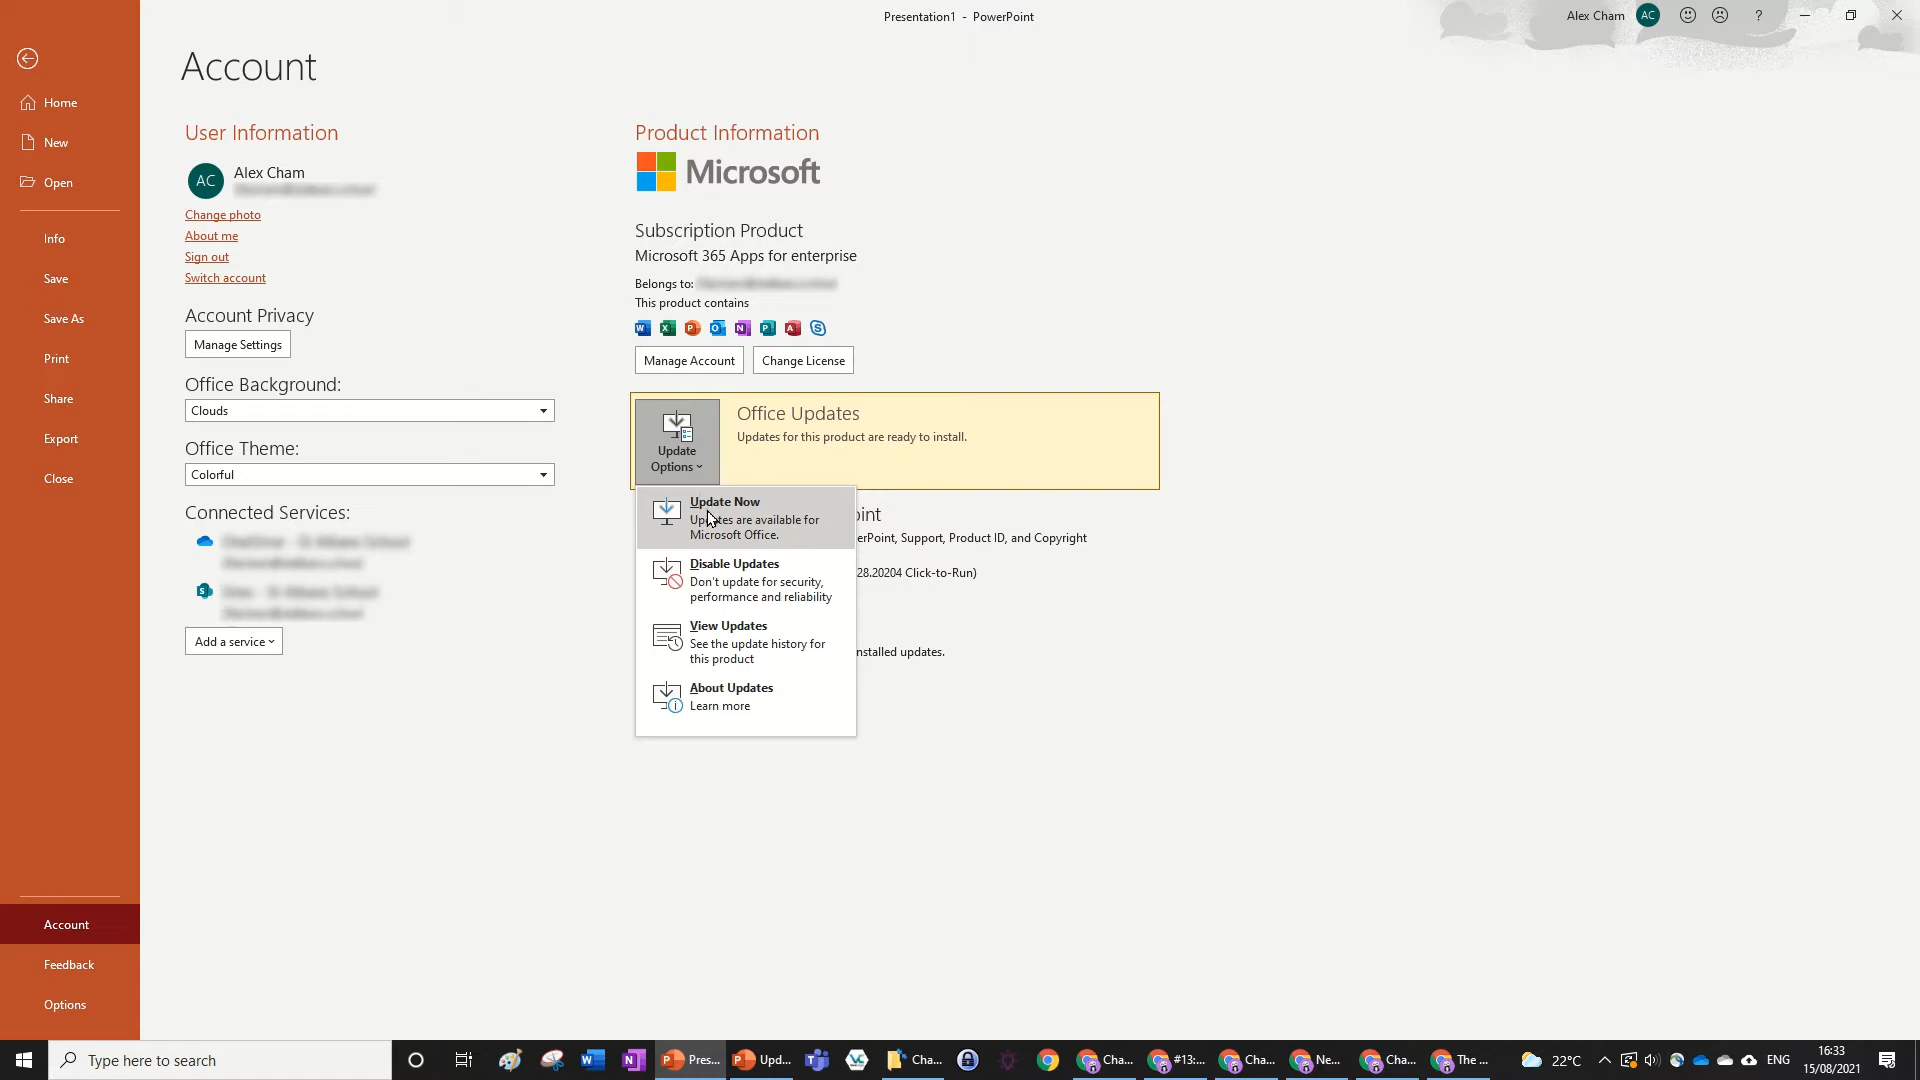 Presentation1 - PowerPoint
Alex Cham
AC
?
Account
Home
New
Open
Info
Save
Save As
Print
Share
Export
Close
Account
Feedback
Options
User Information
AC
Alex Cham
Change photo
About me
Sign out
Switch account
Account Privacy
Manage Settings
Office Background:
Clouds
Office Theme:
Colorful
Connected Services:
Add a service
Product Information
Microsoft
Subscription Product
Microsoft 365 Apps for enterprise
Belongs to:
This product contains
Manage Account
Change License
Update
Options
Office Updates
Updates for this product are ready to install.
Update Now
Updates are available for
Microsoft Office.
Disable Updates
Don't update for security,
performance and reliability
View Updates
See the update history for
this product
About Updates
Learn more
oint
erPoint, Support, Product ID, and Copyright
28.20204 Click-to-Run)
nstalled updates.
Type here to search
Pres...
Upd...
Cha...
Cha...
#13:...
Cha...
Ne...
Cha...
The ...
22°C
ENG
16:33
15/08/2021